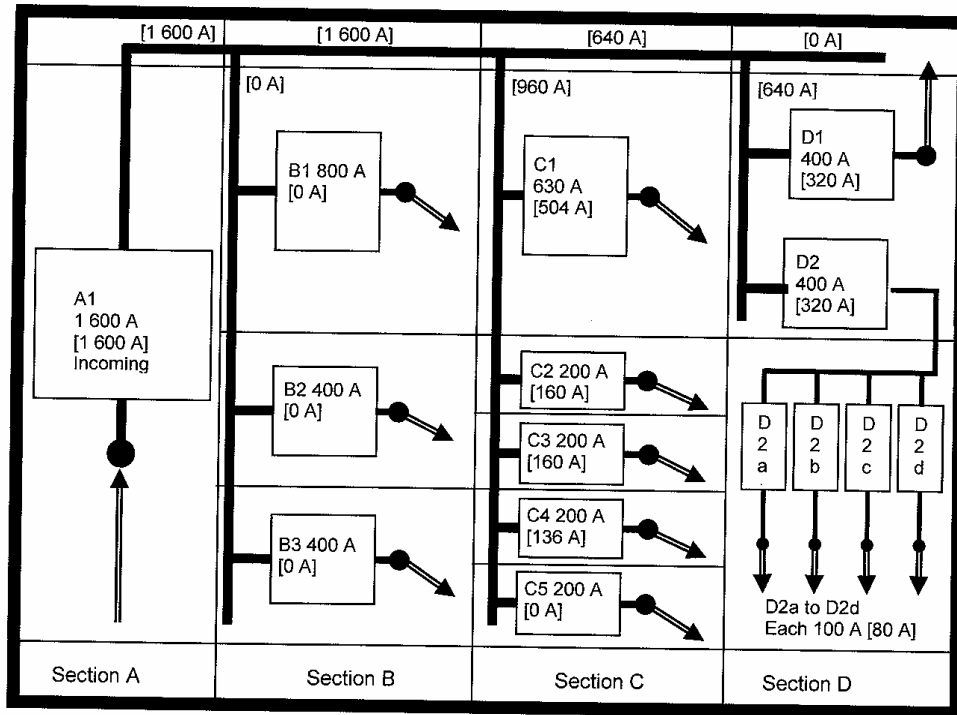 [1 600 A]
[1 600 A]
[640 A]
[0 A]
A1
1 600 A
[1 600 A]
Incoming
Section A
[0 A]
B1 800 A
[0 A]
B2 400 A
[0 A]
B3 400 A
[0 A]
Section B
[960 A]
C1
630 A
[504 A]
C2 200 A
[160 A]
C3 200 A
[160 A]
C4 200 A
[136 A]
C5 200 A
[0 A]
Section C
[640 A]
D1
400 A
[320 A]
D2
400 A
[320 A]
D
2
a
D
2
b
D
2
c
D
2
d
D2a to D2d
Each 100 A [80 A]
Section D